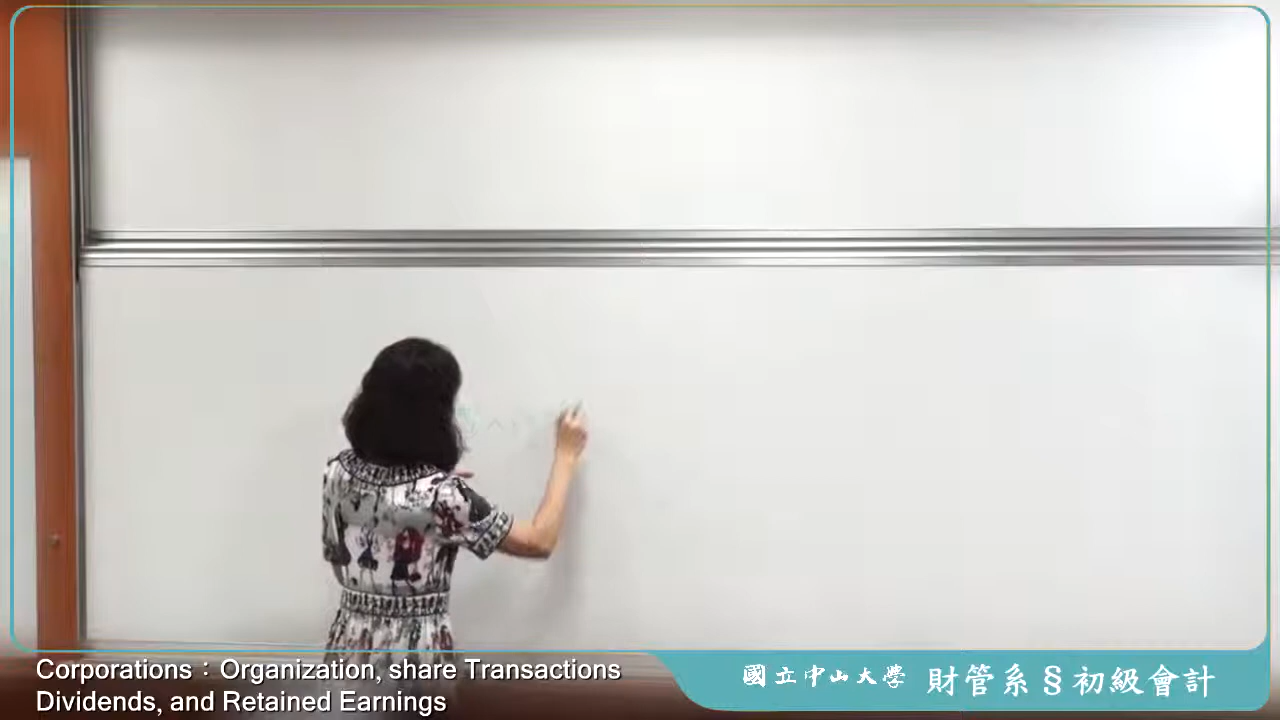 Corporations：Organization, share Transactions
Dividends, and Retained Earnings
國立中山大學 財管系§初級會計